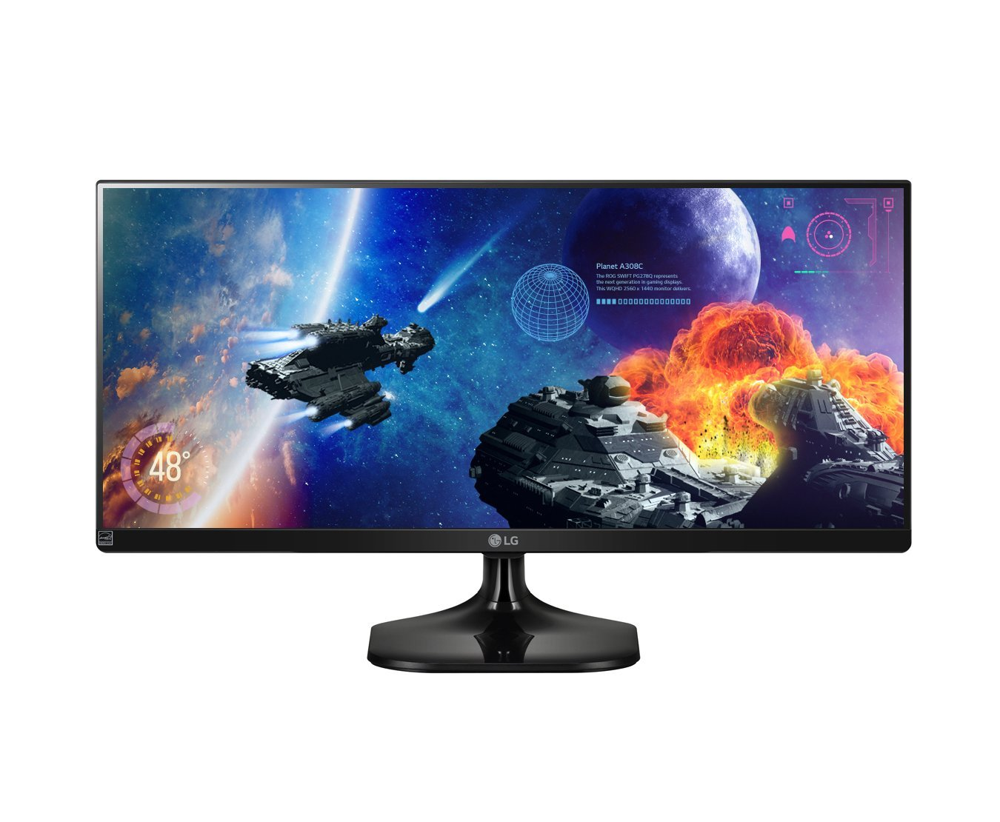 Planet A308C
The ROG SWIFT PG278Q represents
the next generation in gaming displays.
This WQHD 2560 x 1440 monitor delivers.
48°
LG